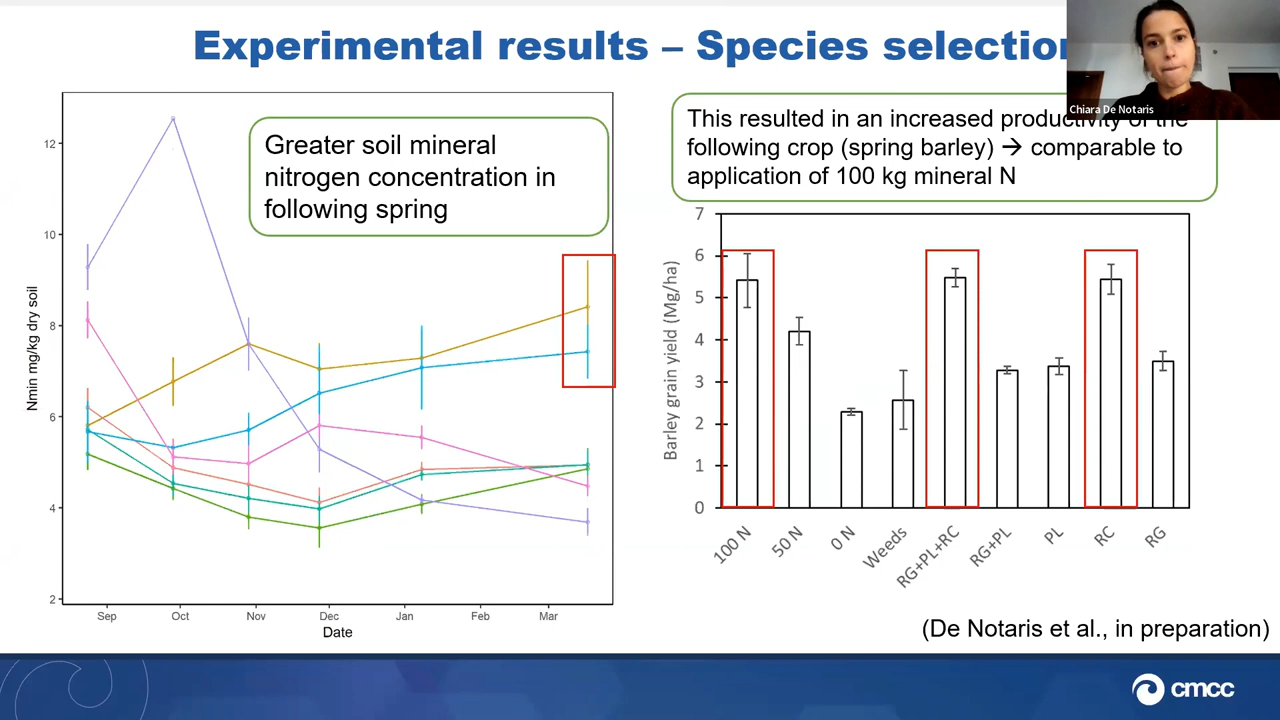 Experimental results – Species selection
Chiara De Notaris
Greater soil mineral
nitrogen concentration in
following spring
This resulted in an increased productivity of the
following crop (spring barley) → comparable to
application of 100 kg mineral N
Nmin mg/kg dry soil
12
10
8
6
4
2
Sep Oct Nov Dec Jan Feb Mar
Date
Barley grain yield (Mg/ha)
7
6
5
4
3
2
1
0
100 N
50 N
0 N
Weeds
RG+PL+RC
RG+PL
PL
RC
RG
(De Notaris et al., in preparation)
cmcc